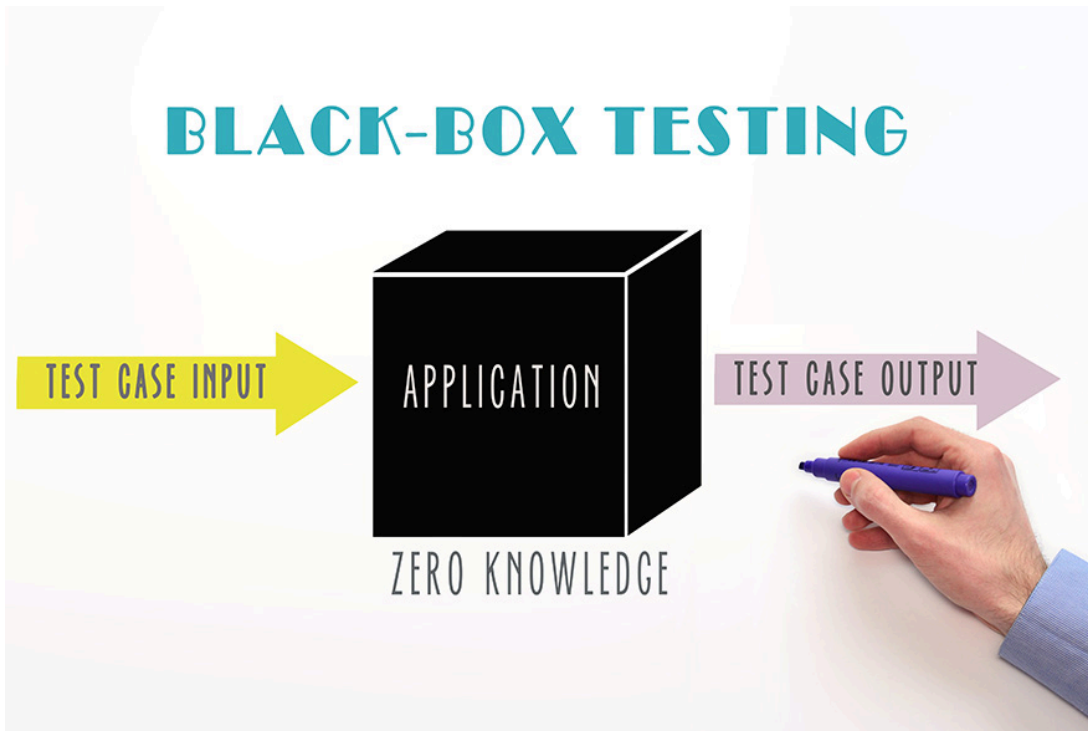 BLACK-BOX TESTING
TEST CASE INPUT
APPLICATION
TEST CASE OUTPUT
ZERO KNOWLEDGE